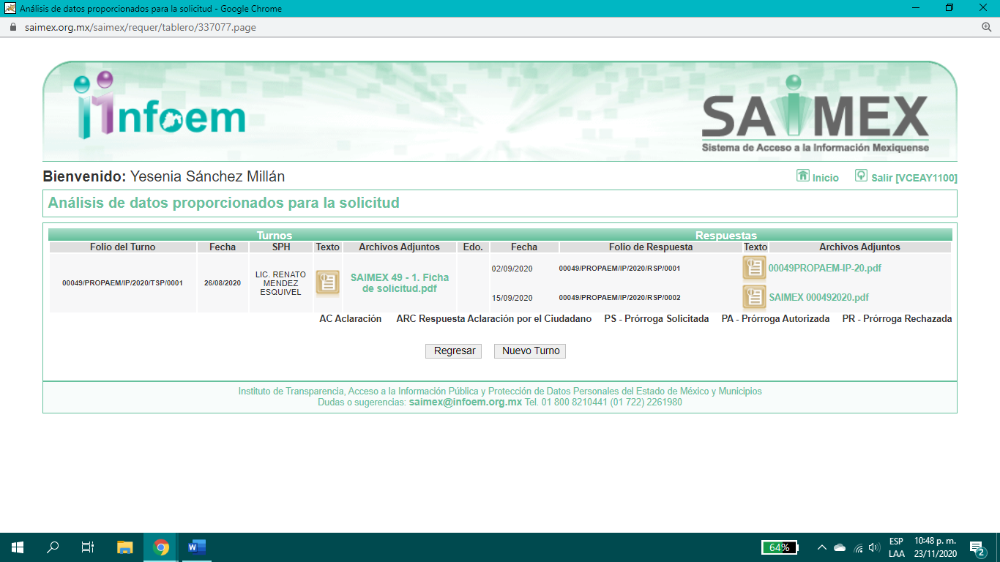 Análisis de datos proporcionados para la solicitud - Google Chrome
saimex.org.mx/saimex/requer/tablero/337077.page
infoem
SAIMEX
Sistema de Acceso a la Información Mexiquense
Bienvenido: Yesenia Sánchez Millán
Inicio Salir [VCEAY1100]
Análisis de datos proporcionados para la solicitud
Turnos Respuestas
Folio del Turno Fecha SPH Texto Archivos Adjuntos Edo. Fecha Folio de Respuesta Texto Archivos Adjuntos
00049/PROPAEM/IP/2020/TSP/0001 26/08/2020
LIC. RENATO
MENDEZ
ESQUIVEL
SAIMEX 49 - 1. Ficha
de solicitud.pdf
02/09/2020 00049/PROPAEM/IP/2020/RSP/0001 00049PROPAEM-IP-20.pdf
15/09/2020 00049/PROPAEM/IP/2020/RSP/0002 SAIMEX 000492020.pdf
AC Aclaración ARC Respuesta Aclaración por el Ciudadano PS - Prórroga Solicitada PA - Prórroga Autorizada PR - Prórroga Rechazada
Regresar Nuevo Turno
Instituto de Transparencia, Acceso a la Información Pública y Protección de Datos Personales del Estado de México y Municipios
Dudas o sugerencias: saimex@infoem.org.mx Tel. 01 800 8210441 (01 722) 2261980
64% ESP 10:48 p. m.
LAA 23/11/2020 2